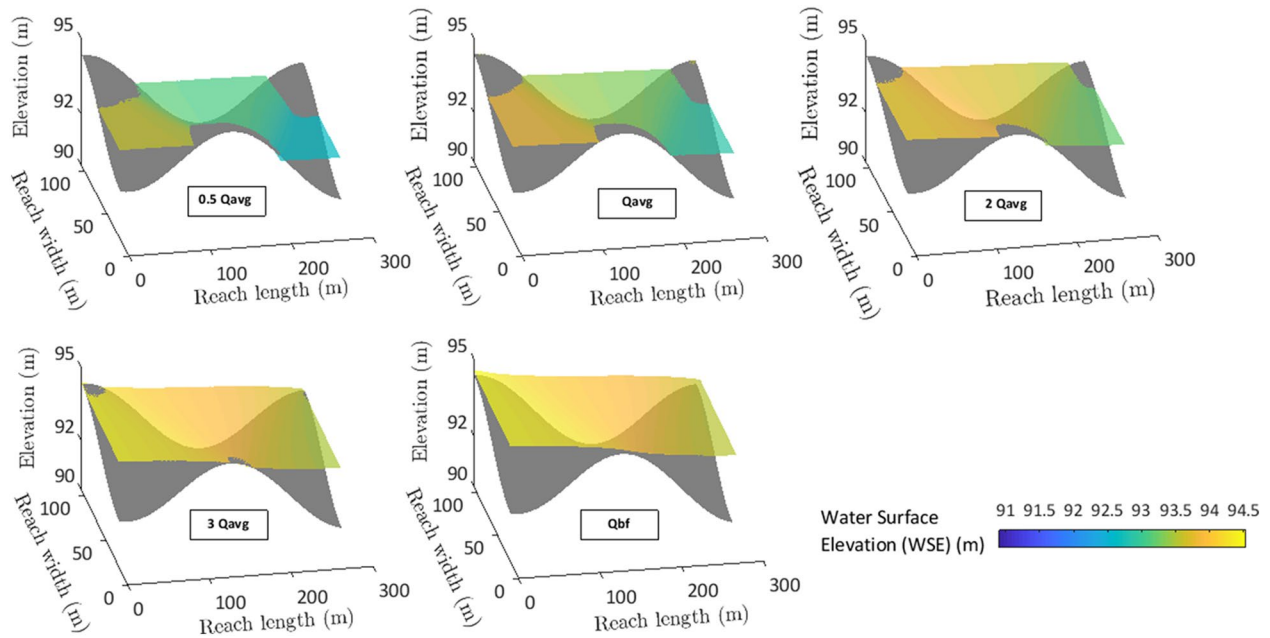 Elevation (m)
95
92
90
Reach width (m)
100
50
0
0.5 Qavg
0
100
200
300
Reach length (m)
Elevation (m)
95
92
90
Reach width (m)
100
50
0
Qavg
0
100
200
300
Reach length (m)
Elevation (m)
95
92
90
Reach width (m)
100
50
0
2 Qavg
0
100
200
300
Reach length (m)
Elevation (m)
95
92
90
Reach width (m)
100
50
0
3 Qavg
0
100
200
300
Reach length (m)
Elevation (m)
95
92
90
Reach width (m)
100
50
0
Qbf
0
100
200
300
Reach length (m)
Water Surface
Elevation (WSE) (m)
91 91.5 92 92.5 93 93.5 94 94.5